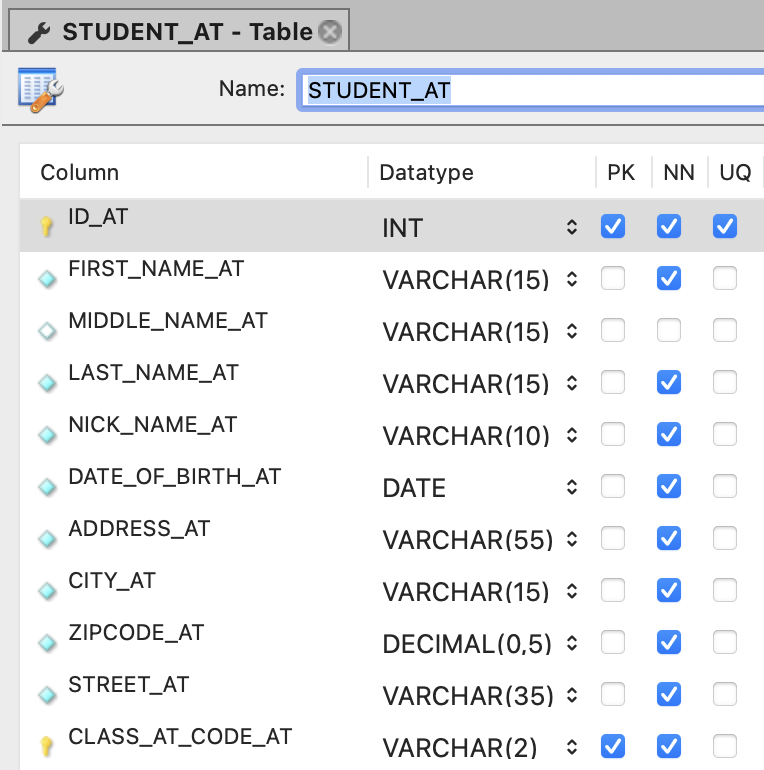 STUDENT_AT - Table
Name: STUDENT_AT
Column Datatype PK NN UQ
ID_AT INT
FIRST_NAME_AT VARCHAR(15)
MIDDLE_NAME_AT VARCHAR(15)
LAST_NAME_AT VARCHAR(15)
NICK_NAME_AT VARCHAR(10)
DATE_OF_BIRTH_AT DATE
ADDRESS_AT VARCHAR(55)
CITY_AT VARCHAR(15)
ZIPCODE_AT DECIMAL(0,5)
STREET_AT VARCHAR(35)
CLASS_AT_CODE_AT VARCHAR(2)